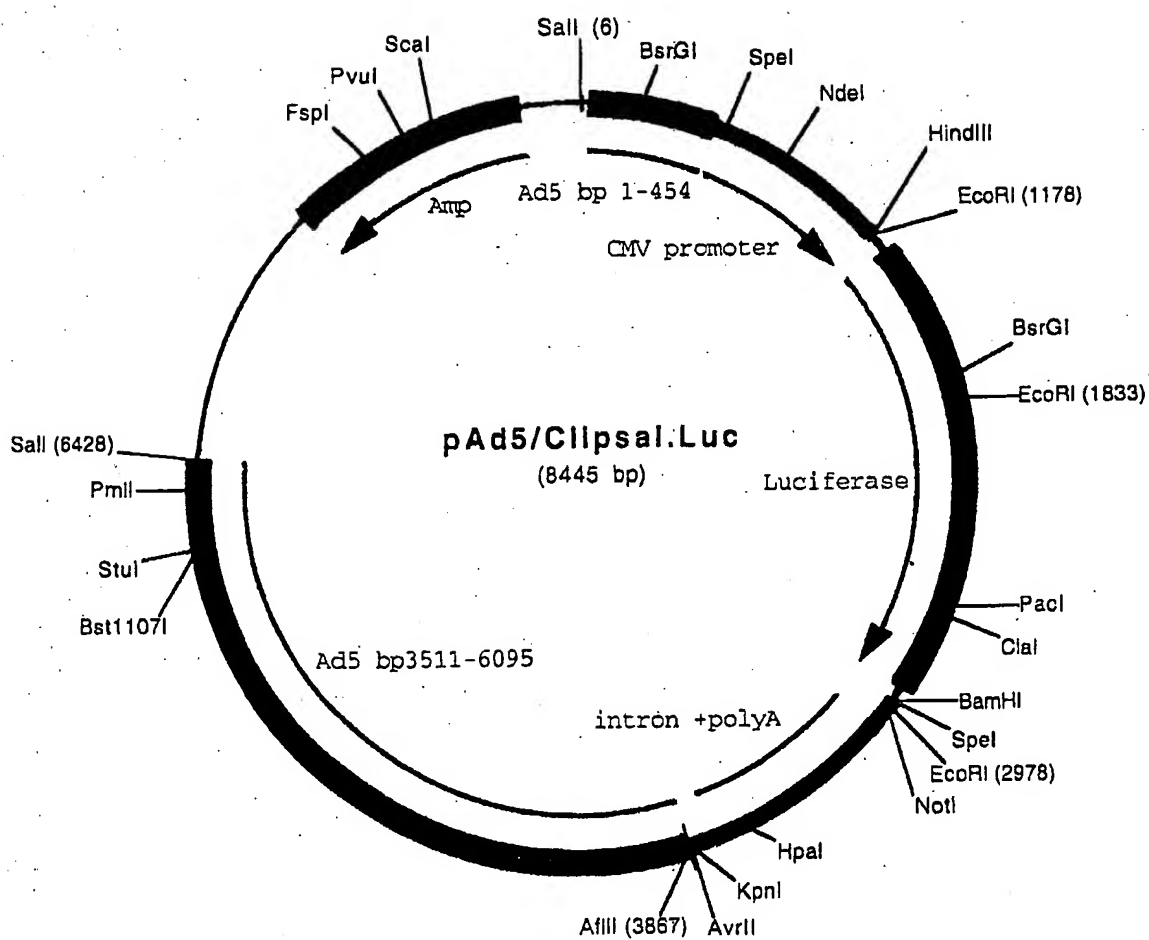 SalI (6)
ScaI
BsrGI
SpeI
PvuI
NdeI
FspI
HindIII
EcoRI (1178)
Amp
Ad5 bp 1-454
CMV promoter
BsrGI
EcoRI (1833)
SalI (6428)
pAd5/Clipsal.Luc
(8445 bp)
PmlI
Luciferase
StuI
PacI
Bst1107I
ClaI
Ad5 bp3511-6095
BamHI
intron +polyA
SpeI
EcoRI (2978)
NotI
HpaI
KpnI
AflII (3867)
AvrII